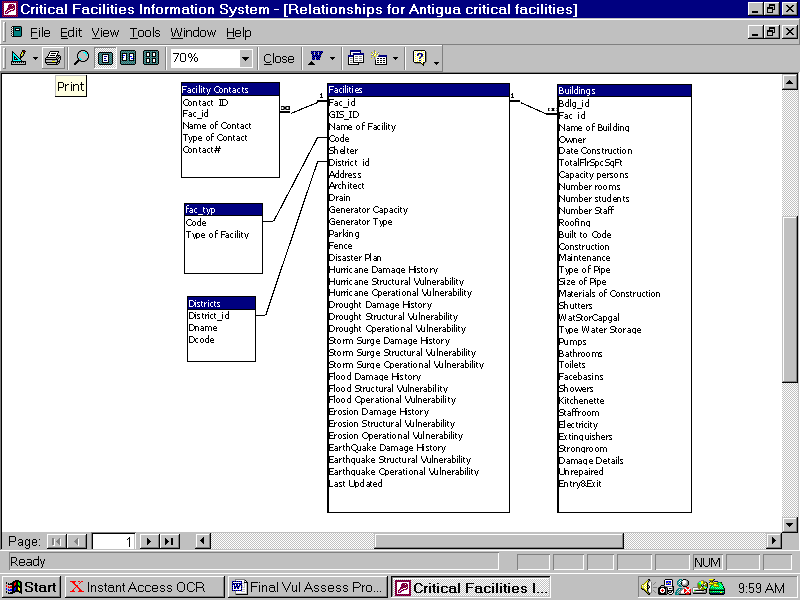 Critical Facilities Information System - [Relationships for Antigua critical facilities]
File Edit View Tools Window Help
70% Close W
Print
Facility Contacts
Contact_ID
Fac_id
Name of Contact
Type of Contact
Contact#
fac_typ
Code
Type of Facility
Districts
District_id
Dname
Dcode
1
∞
Facilities
Fac_id
GIS_ID
Name of Facility
Code
Shelter
District_id
Address
Architect
Drain
Generator Capacity
Generator Type
Parking
Fence
Disaster Plan
Hurricane Damage History
Hurricane Structural Vulnerability
Hurricane Operational Vulnerability
Drought Damage History
Drought Structural Vulnerability
Drought Operational Vulnerability
Storm Surge Damage History
Storm Surge Structural Vulnerability
Storm Surge Operational Vulnerability
Flood Damage History
Flood Structural Vulnerability
Flood Operational Vulnerability
Erosion Damage History
Erosion Structural Vulnerability
Erosion Operational Vulnerability
EarthQuake Damage History
Earthquake Structural Vulnerability
Earthquake Operational Vulnerability
Last Updated
1
∞
Buildings
Bdlg_id
Fac_id
Name of Building
Owner
Date Construction
TotalFlrSpcSqFt
Capacity persons
Number rooms
Number students
Number Staff
Roofing
Built to Code
Construction
Maintenance
Type of Pipe
Size of Pipe
Materials of Construction
Shutters
WatStorCapgal
Type Water Storage
Pumps
Bathrooms
Toilets
Facebasins
Showers
Kitchenette
Staffroom
Electricity
Extinguishers
Strongroom
Damage Details
Unrepaired
Entry&Exit
Page: 1
Ready NUM
Start Instant Access OCR Final Vul Assess Pro... Critical Facilities I... 9:59 AM